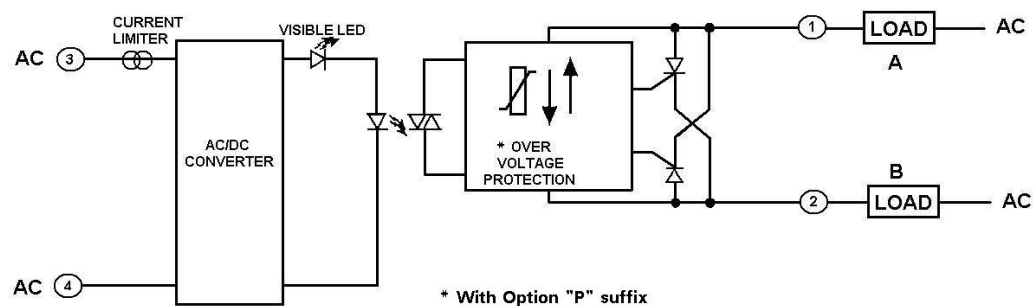 CURRENT
LIMITER
AC 3
AC/DC
CONVERTER
VISIBLE LED
* OVER
VOLTAGE
PROTECTION
1
LOAD
AC
A
B
2
LOAD
AC
AC 4
* With Option "P" suffix